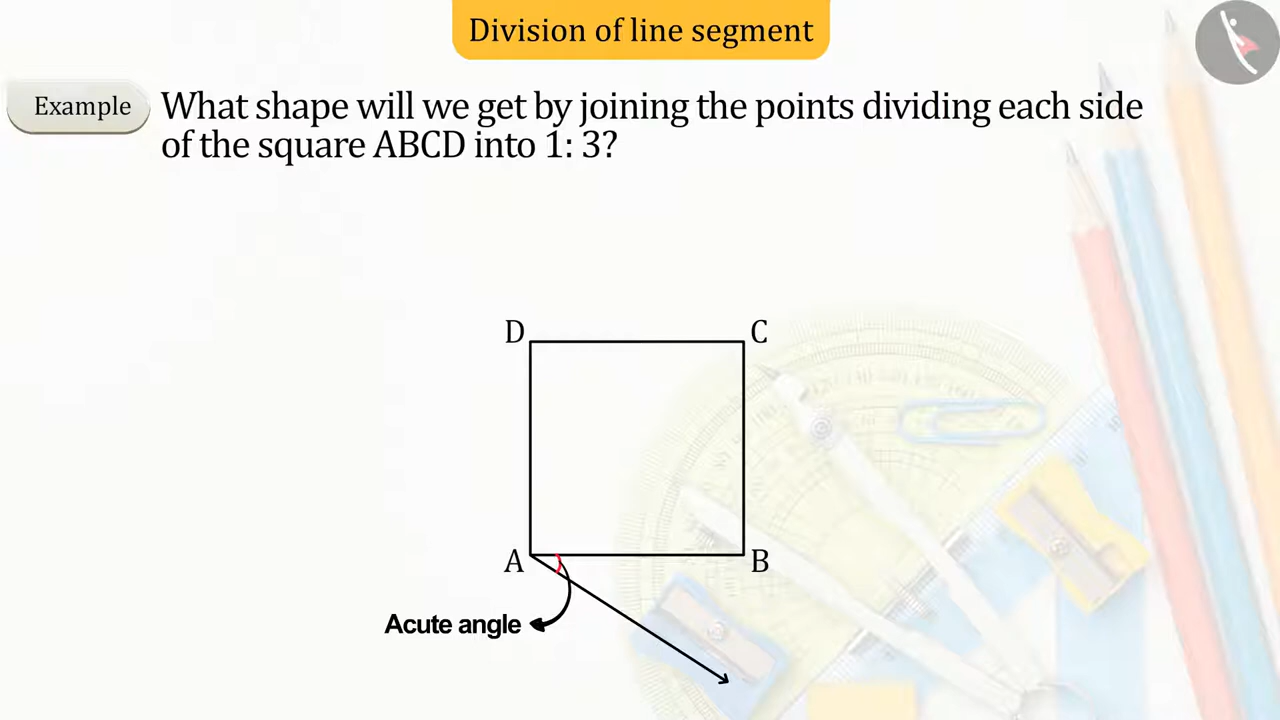 Division of line segment
Example
What shape will we get by joining the points dividing each side
of the square ABCD into 1: 3?
D
C
A
B
Acute angle